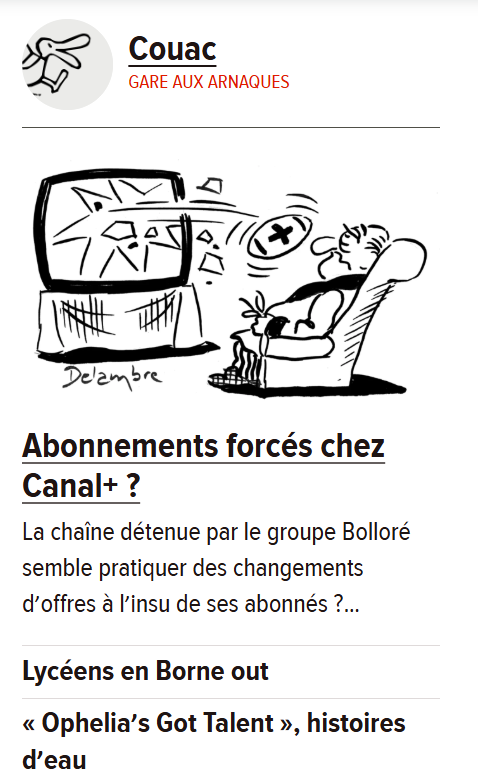 Couac
GARE AUX ARNAQUES
Delambre
Abonnements forcés chez
Canal+ ?
La chaîne détenue par le groupe Bolloré
semble pratiquer des changements
d’offres à l’insu de ses abonnés ?...
Lycéens en Borne out
« Ophelia’s Got Talent », histoires
d’eau